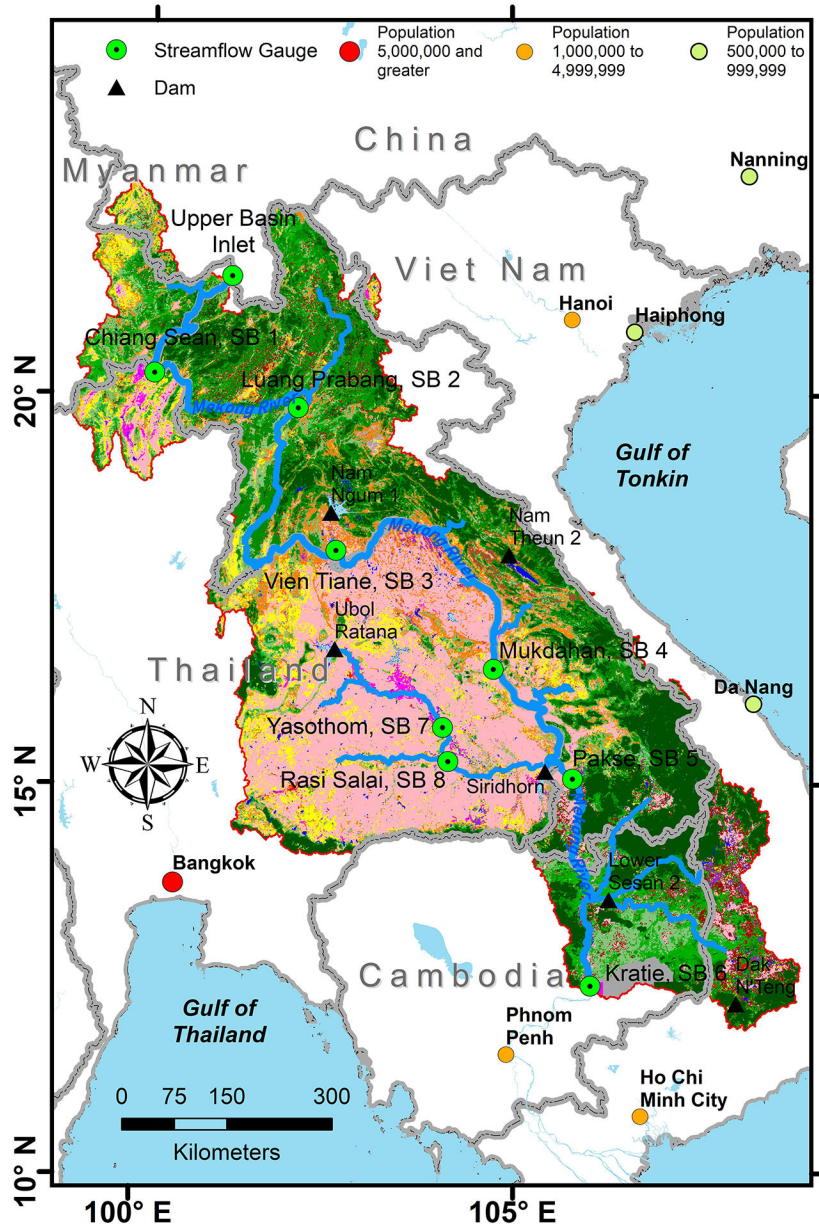 Streamflow Gauge
Dam
Population
5,000,000 and
greater
Population
1,000,000 to
4,999,999
Population
500,000 to
999,999
China
Myanmar
Nanning
Upper Basin
Inlet
Viet Nam
Hanoi
Haiphong
Chiang Sean, SB 1
Luang Prabang, SB 2
20° N
Mekong River
Gulf of
Tonkin
Nam
Ngum 1
Mekong River
Nam
Theun 2
Vien Tiane, SB 3
Ubol
Ratana
Mukdahan, SB 4
Thailand
Da Nang
N
W
E
S
Yasothom, SB 7
Rasi Salai, SB 8
Siridhorn
Pakse, SB 5
15° N
Mekong River
Bangkok
Lower
Sesan 2
Cambodia
Kratie, SB 6
Dak
N'Teng
Gulf of
Thailand
Phnom
Penh
Ho Chi
Minh City
0 75 150 300
Kilometers
10° N
100° E
105° E